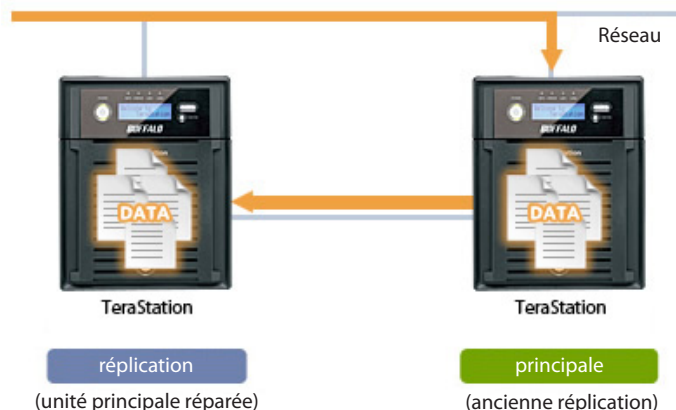 Réseau
BUFFALO
BUFFALO
DATA
DATA
TeraStation
TeraStation
réplication
principale
(unité principale réparée)
(ancienne réplication)